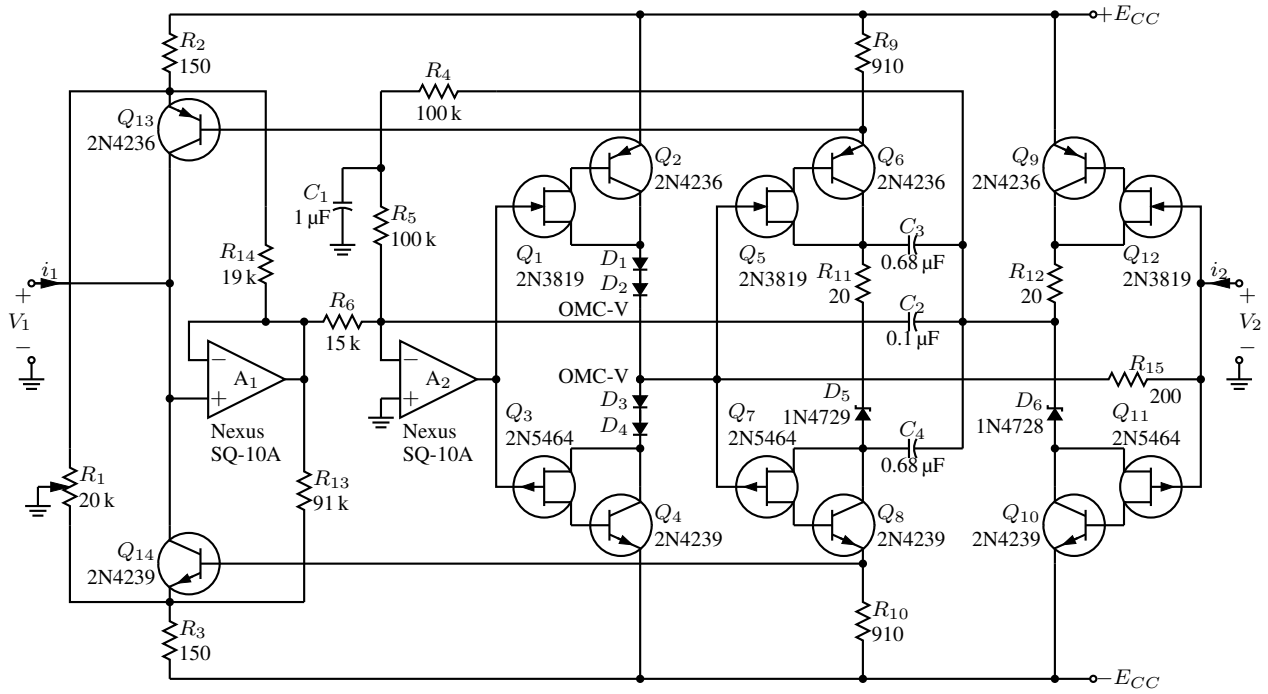 +E_CC
R_2
150
R_9
910
R_4
100 k
Q_13
2N4236
Q_2
2N4236
Q_6
2N4236
Q_9
2N4236
C_1
1 µF
R_5
100 k
Q_1
2N3819
Q_5
2N3819
C_3
0.68 µF
Q_12
2N3819
R_14
19 k
D_1
D_2
OMC-V
R_11
20
R_12
20
i_1
+
V_1
−
i_2
+
V_2
−
R_6
15 k
C_2
0.1 µF
−
A_1
+
Nexus
SQ-10A
−
A_2
+
Nexus
SQ-10A
OMC-V
D_3
D_4
R_15
200
Q_3
2N5464
Q_7
2N5464
D_5
1N4729
D_6
1N4728
Q_11
2N5464
C_4
0.68 µF
R_1
20 k
R_13
91 k
Q_14
2N4239
Q_4
2N4239
Q_8
2N4239
Q_10
2N4239
R_3
150
R_10
910
−E_CC